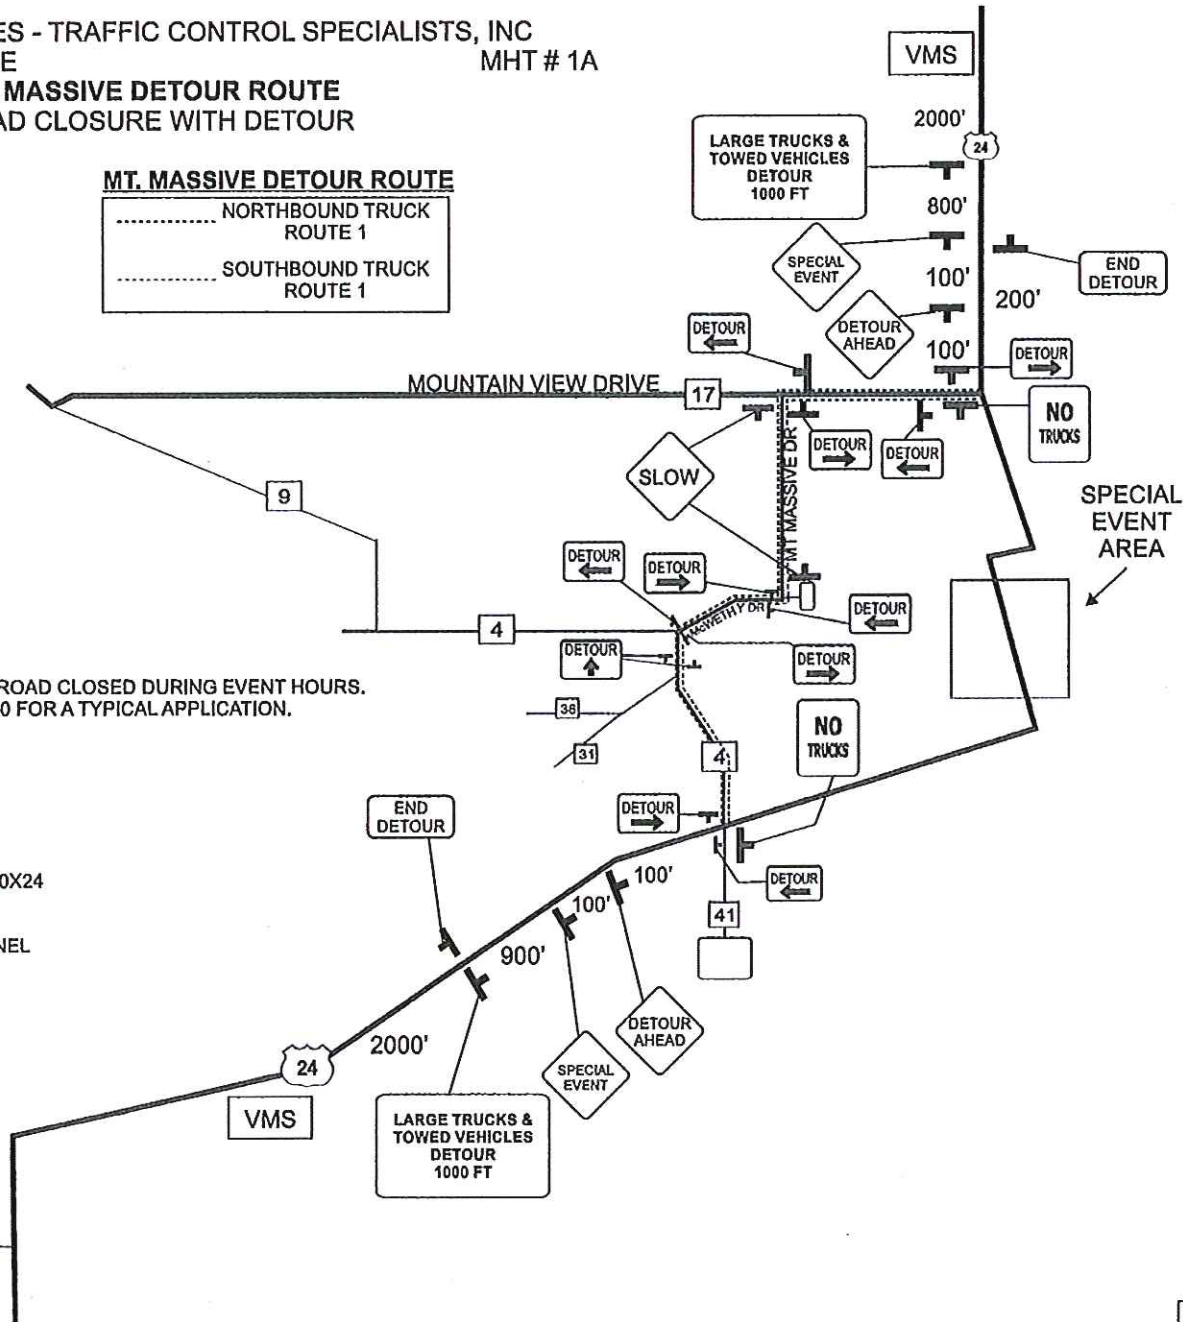 ES - TRAFFIC CONTROL SPECIALISTS, INC
E MHT # 1A
MASSIVE DETOUR ROUTE
AD CLOSURE WITH DETOUR
MT. MASSIVE DETOUR ROUTE
NORTHBOUND TRUCK
ROUTE 1
SOUTHBOUND TRUCK
ROUTE 1
VMS
2000'
24
LARGE TRUCKS &
TOWED VEHICLES
DETOUR
1000 FT
800'
SPECIAL
EVENT
100'
END
DETOUR
200'
DETOUR
AHEAD
DETOUR
100'
DETOUR
MOUNTAIN VIEW DRIVE
17
NO
TRUCKS
DETOUR
DETOUR
MT MASSIVE DR
SLOW
9
SPECIAL
EVENT
AREA
DETOUR
DETOUR
McWETHY DR
DETOUR
4
DETOUR
DETOUR
ROAD CLOSED DURING EVENT HOURS.
0 FOR A TYPICAL APPLICATION.
38
31
4
NO
TRUCKS
END
DETOUR
DETOUR
0X24
100'
DETOUR
100'
41
NEL
900'
2000'
DETOUR
AHEAD
24
SPECIAL
EVENT
VMS
LARGE TRUCKS &
TOWED VEHICLES
DETOUR
1000 FT